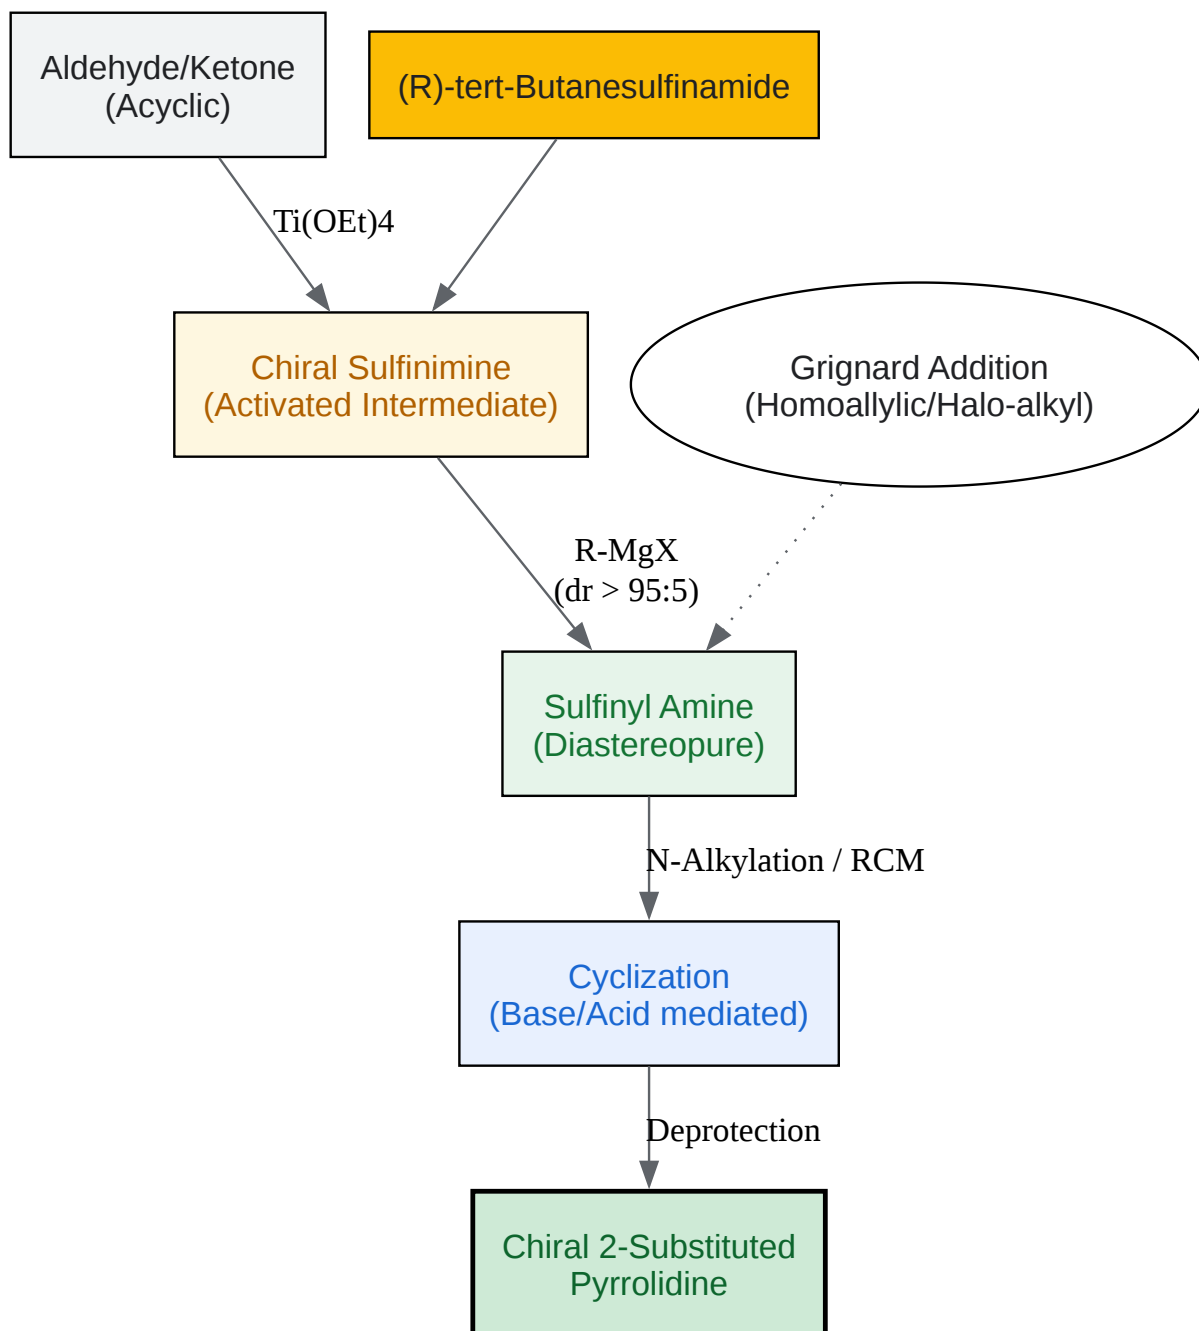 Aldehyde/Ketone
(Acyclic)
(R)-tert-Butanesulfinamide
Ti(OEt)4
Chiral Sulfinimine
(Activated Intermediate)
Grignard Addition
(Homoallylic/Halo-alkyl)
R-MgX
(dr > 95:5)
Sulfinyl Amine
(Diastereopure)
N-Alkylation / RCM
Cyclization
(Base/Acid mediated)
Deprotection
Chiral 2-Substituted
Pyrrolidine